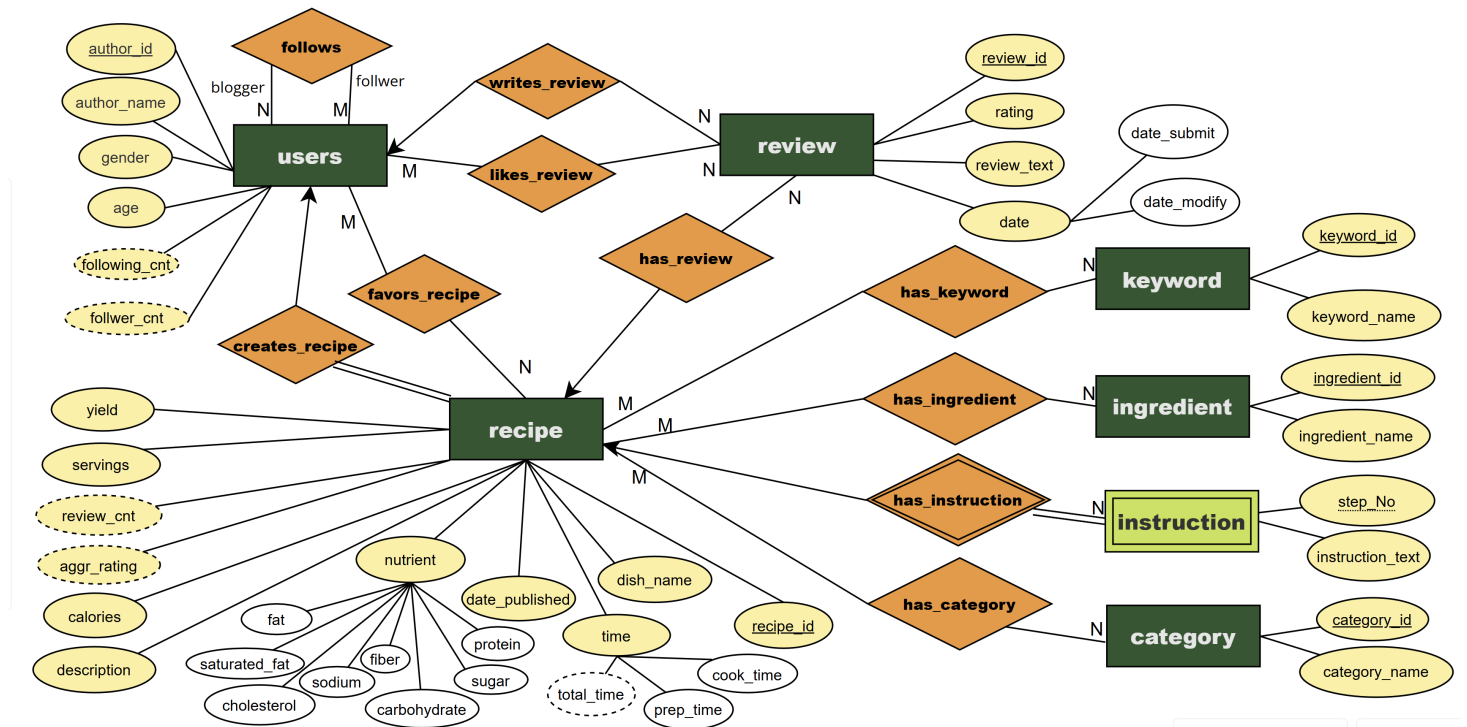 author_id
author_name
gender
age
following_cnt
follwer_cnt
follows
blogger
follwer
N
M
users
writes_review
likes_review
M
N
N
review
review_id
rating
review_text
date
date_submit
date_modify
has_review
N
M
favors_recipe
N
creates_recipe
recipe
has_keyword
M
N
keyword
keyword_id
keyword_name
has_ingredient
M
N
ingredient
ingredient_id
ingredient_name
has_instruction
N
instruction
step_No
instruction_text
has_category
M
N
category
category_id
category_name
yield
servings
review_cnt
aggr_rating
calories
description
nutrient
fat
saturated_fat
cholesterol
sodium
fiber
carbohydrate
sugar
protein
date_published
time
total_time
prep_time
cook_time
dish_name
recipe_id